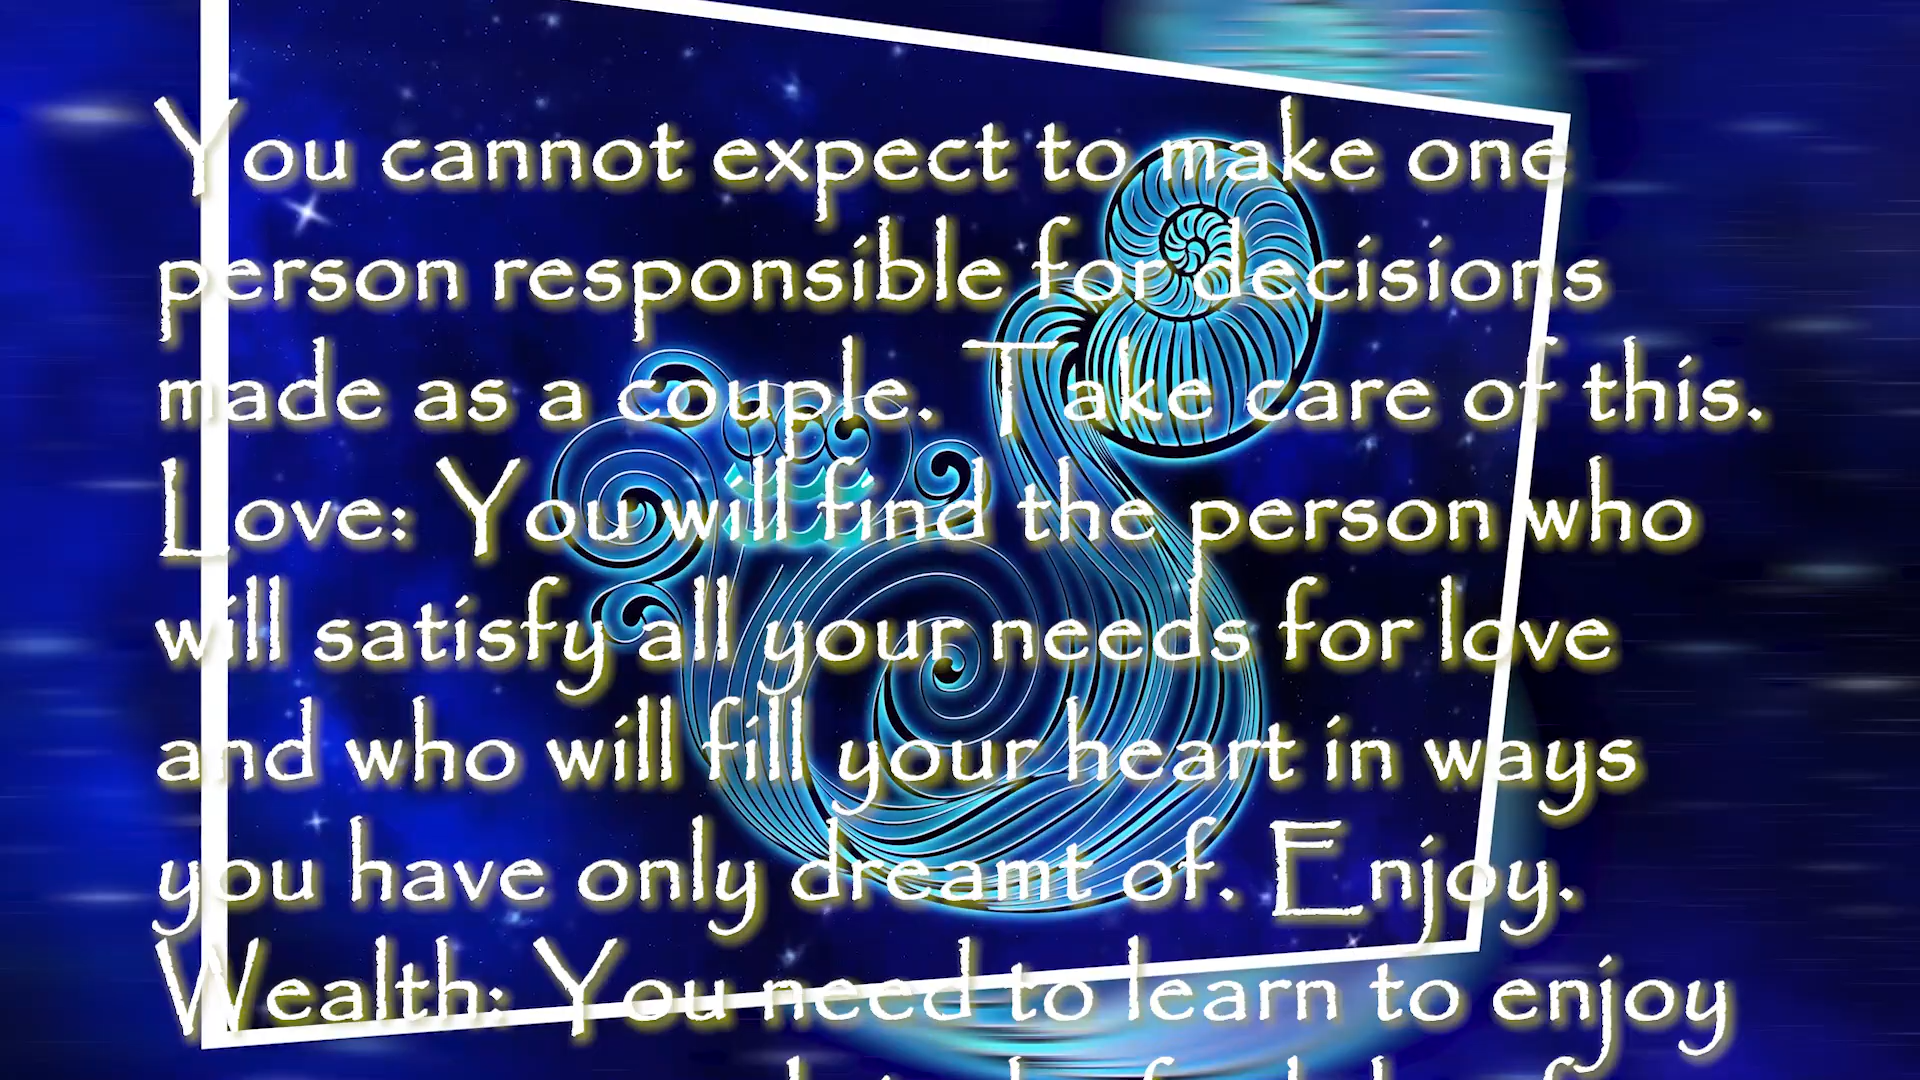 You cannot expect to make one
person responsible for decisions
made as a couple. Take care of this.
Love: You will find the person who
will satisfy all your needs for love
and who will fill your heart in ways
you have only dreamt of. Enjoy.
Wealth: You need to learn to enjoy